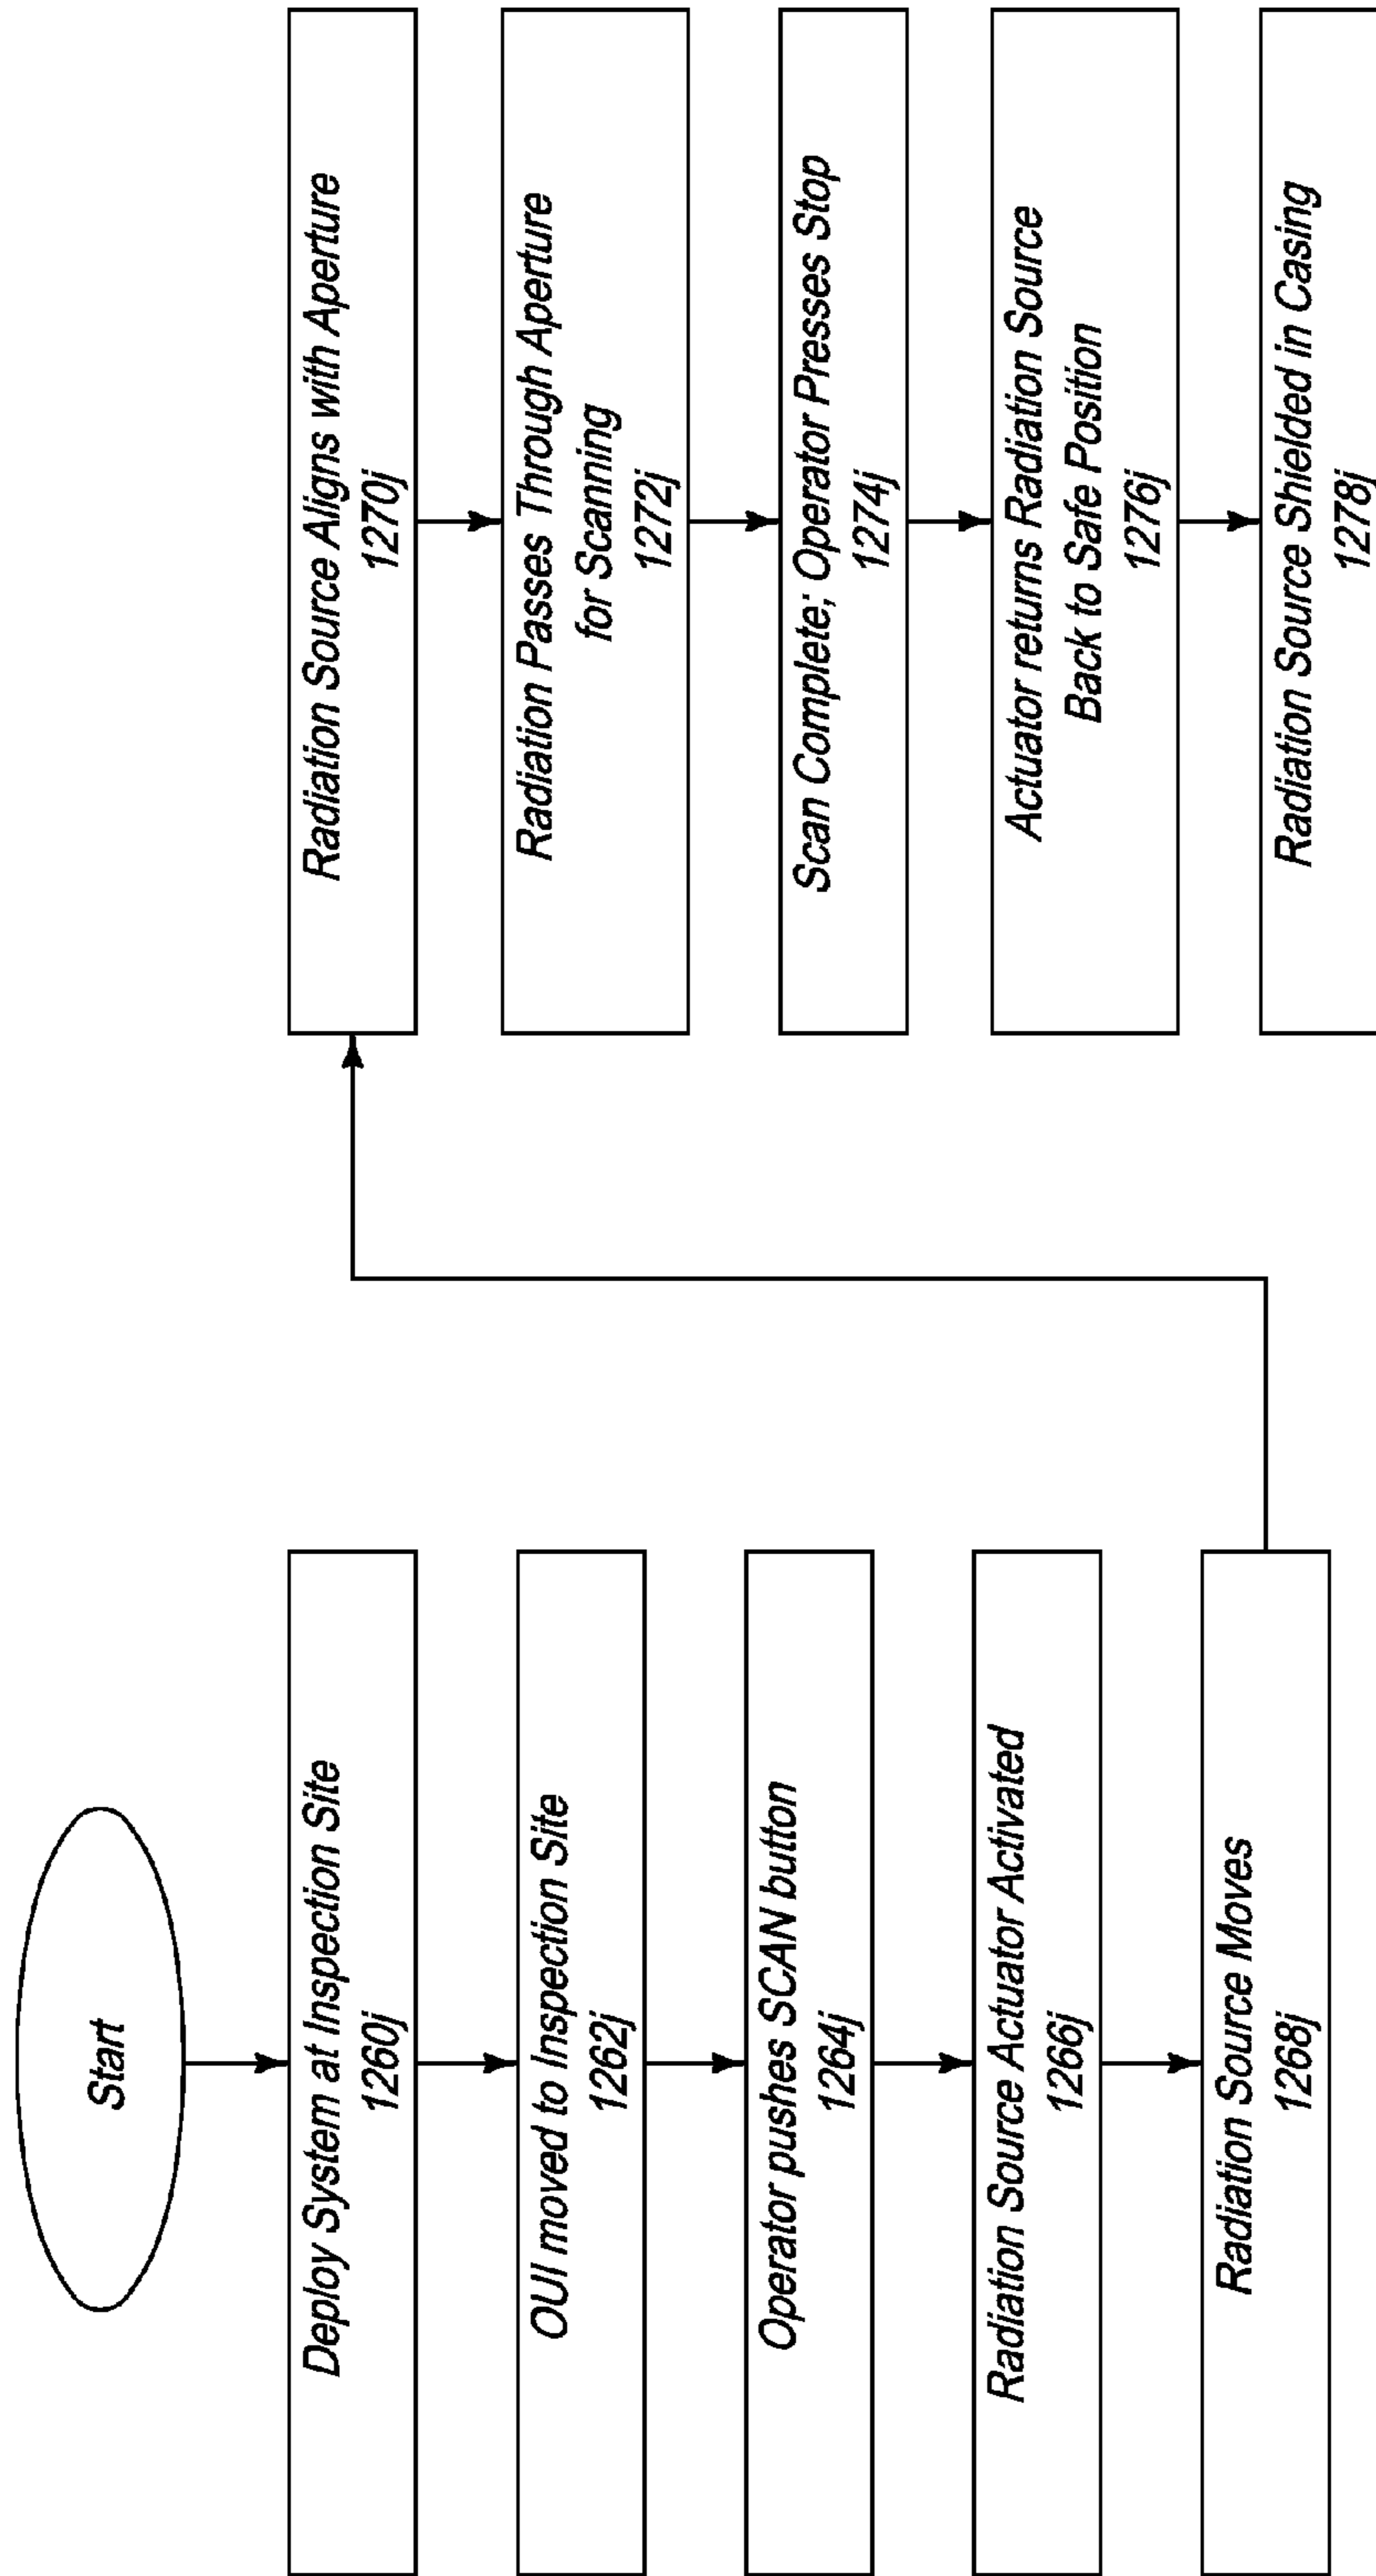 Start
Deploy System at Inspection Site
1260j
OUI moved to Inspection Site
1262j
Operator pushes SCAN button
1264j
Radiation Source Actuator Activated
1266j
Radiation Source Moves
1268j
Radiation Source Aligns with Aperture
1270j
Radiation Passes Through Aperture
for Scanning
1272j
Scan Complete; Operator Presses Stop
1274j
Actuator returns Radiation Source
Back to Safe Position
1276j
Radiation Source Shielded in Casing
1278j